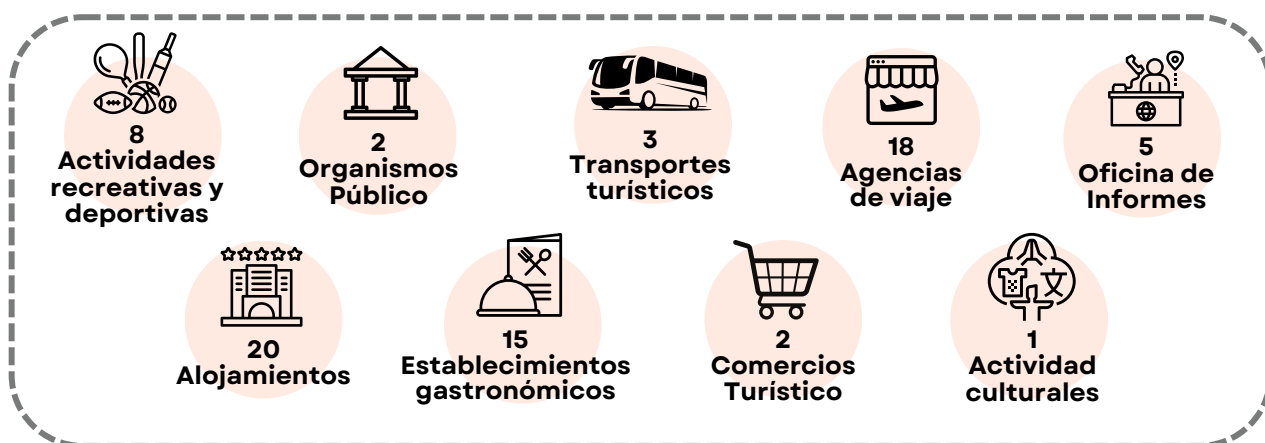 8
Actividades
recreativas y
deportivas
2
Organismos
Público
3
Transportes
turísticos
18
Agencias
de viaje
5
Oficina de
Informes
20
Alojamientos
15
Establecimientos
gastronómicos
2
Comercios
Turístico
1
Actividad
culturales